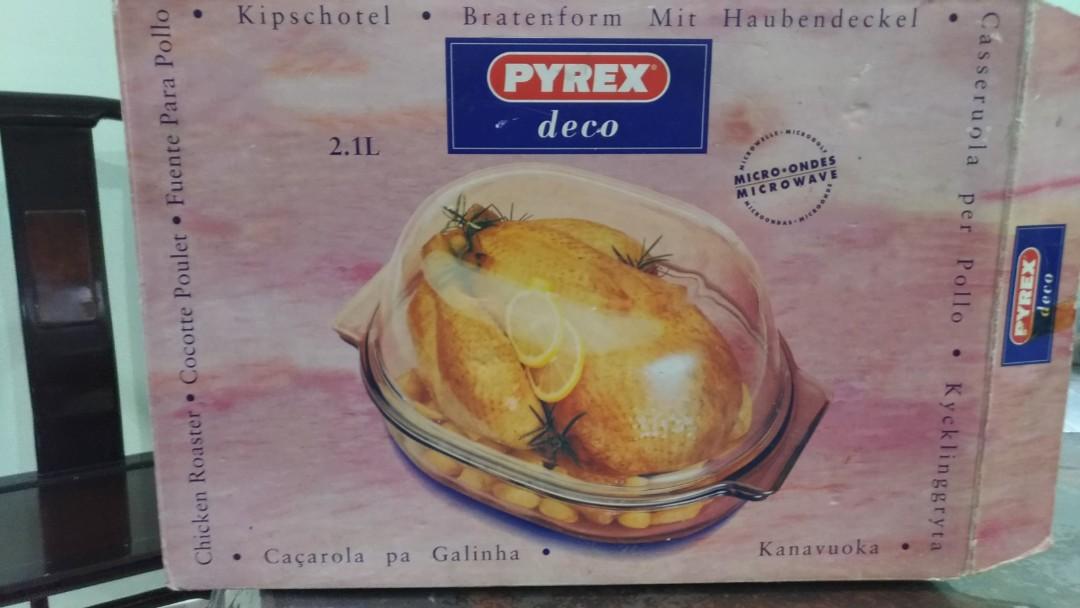 • Kipschotel • Bratenform Mit Haubendeckel •
PYREX
deco
2.1L
MICRO•ONDES
MICROWAVE
Chicken Roaster • Cocotte Poulet • Fuente Para Pollo
Casseruola per Pollo • Kycklinggryta
PYREX
deco
• Caçarola pa Galinha •
Kanavuoka •